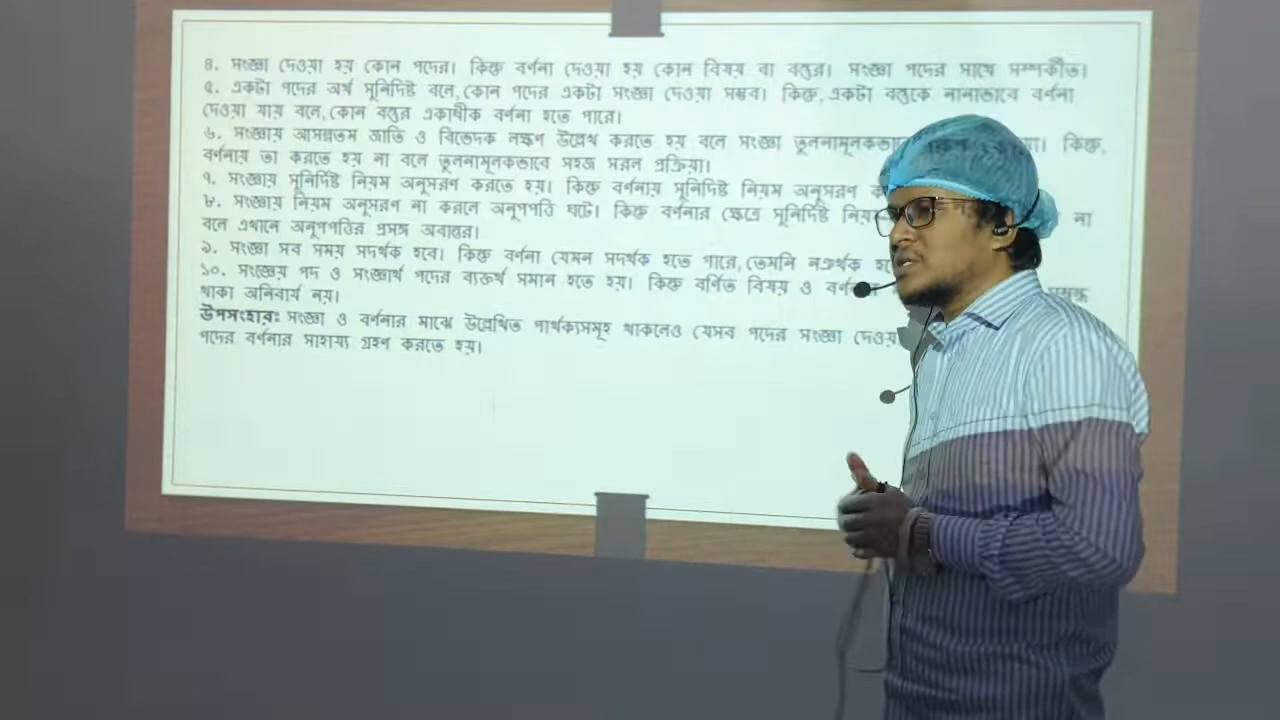 ৪. সংজ্ঞা দেওয়া হয় কোন পদের। কিন্তু বর্ণনা দেওয়া হয় কোন বিষয় বা বস্তুর। সংজ্ঞা পদের সাথে সম্পর্কীত।
৫. একটা পদের অর্থ সুনির্দিষ্ট বলে,কোন পদের একটা সংজ্ঞা দেওয়া সম্ভব। কিন্তু,একটা বস্তুকে নানাভাবে বর্ণনা
দেওয়া যায় বলে,কোন বস্তুর একাধীক বর্ণনা হতে পারে।
৬. সংজ্ঞায় আসন্নতম জাতি ও বিভেদক লক্ষণ উল্লেখ করতে হয় বলে সংজ্ঞা তুলনামূলকভা কিন্তু,
বর্ণনায় তা করতে হয় না বলে তুলনামূলকভাবে সহজ সরল প্রক্রিয়া।
৭. সংজ্ঞায় সুনির্দিষ্ট নিয়ম অনুসরণ করতে হয়। কিন্তু বর্ণনায় সুনির্দিষ্ট নিয়ম অনুসরণ
৮. সংজ্ঞায় নিয়ম অনুসরণ না করলে অনুপপত্তি ঘটে। কিন্তু বর্ণনার ক্ষেত্রে সুনির্দিষ্ট নিয় না
বলে এখানে অনুপপত্তির প্রসঙ্গ অবান্তর।
৯. সংজ্ঞা সব সময় সদর্থক হবে। কিন্তু বর্ণনা যেমন সদর্থক হতে পারে,তেমনি নঞর্থক
১০. সংজ্ঞেয় পদ ও সংজ্ঞার্থ পদের ব্যক্তর্থ সমান হতে হয়। কিন্তু বর্ণিত বিষয় ও
থাকা অনিবার্য নয়।
উপসংহারঃ সংজ্ঞা ও বর্ণনার মাঝে উল্লেখিত পার্থক্যসমূহ থাকলেও যেসব পদের সংজ্ঞা দেওয়
পদের বর্ণনার সাহায্য গ্রহণ করতে হয়।